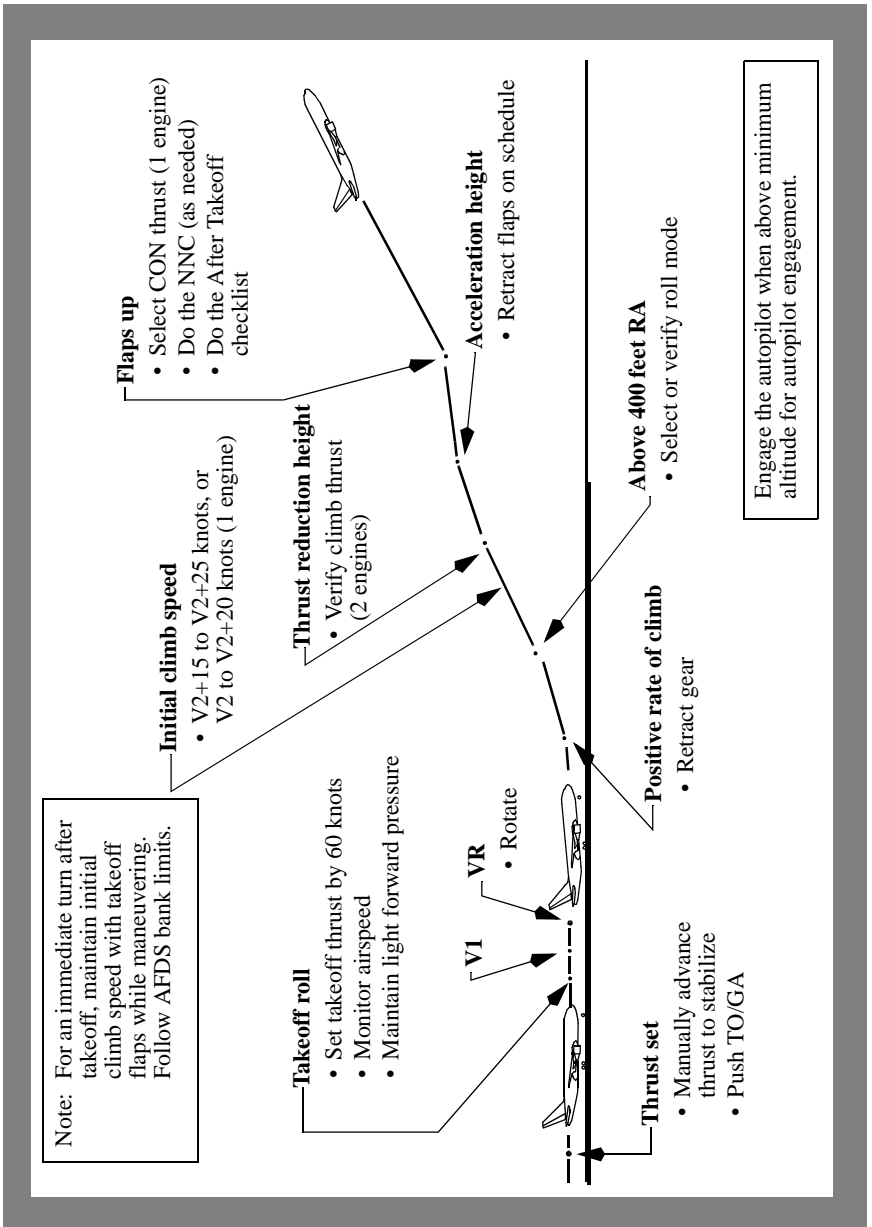 Note: For an immediate turn after
takeoff, maintain initial
climb speed with takeoff
flaps while maneuvering.
Follow AFDS bank limits.
Initial climb speed
• V2+15 to V2+25 knots, or
V2 to V2+20 knots (1 engine)
Flaps up
• Select CON thrust (1 engine)
• Do the NNC (as needed)
• Do the After Takeoff
checklist
Takeoff roll
• Set takeoff thrust by 60 knots
• Monitor airspeed
• Maintain light forward pressure
Thrust reduction height
• Verify climb thrust
(2 engines)
V1
VR
• Rotate
Acceleration height
• Retract flaps on schedule
Thrust set
• Manually advance
thrust to stabilize
• Push TO/GA
Positive rate of climb
• Retract gear
Above 400 feet RA
• Select or verify roll mode
Engage the autopilot when above minimum
altitude for autopilot engagement.